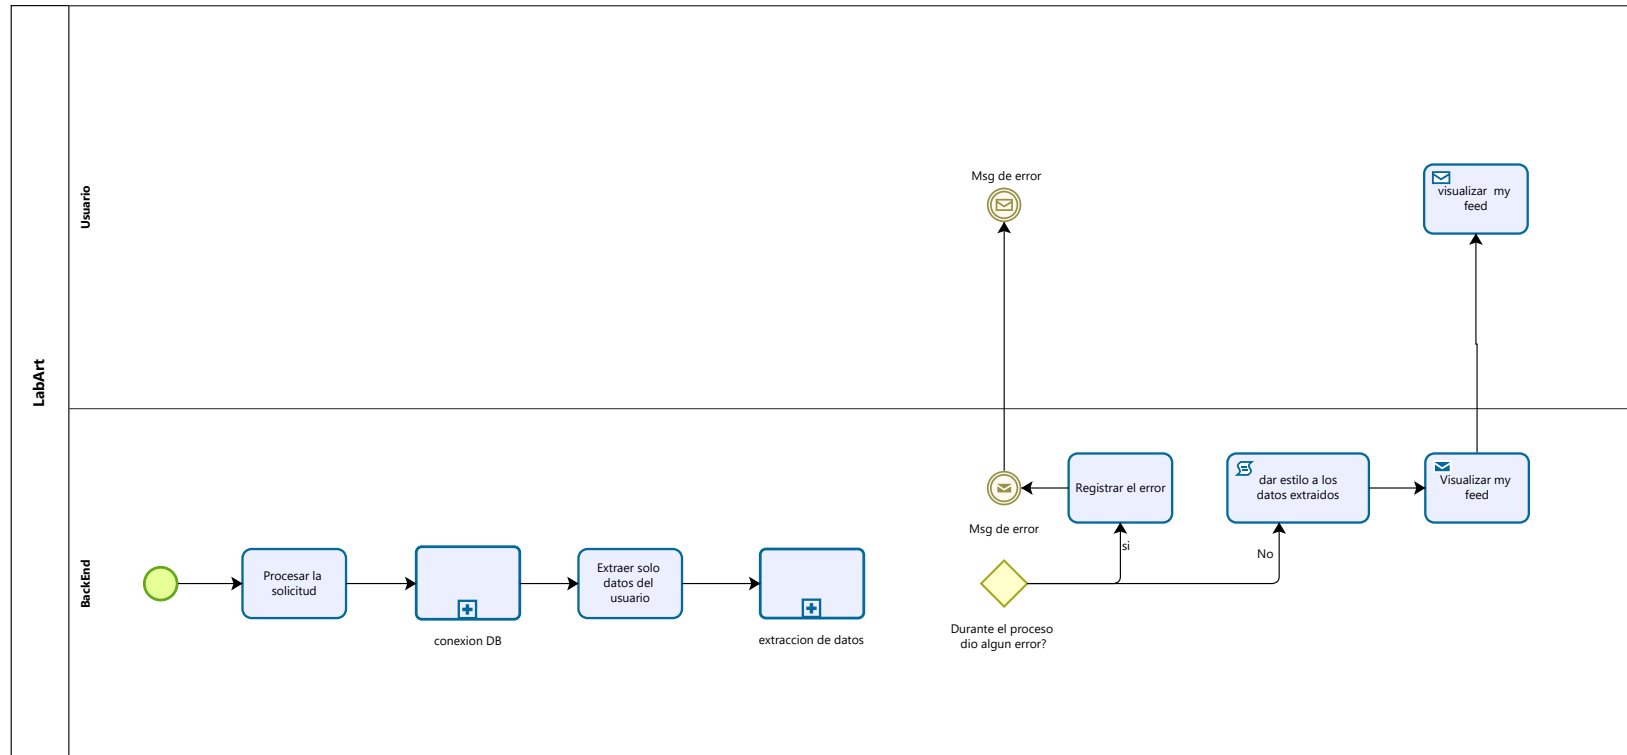 LabArt
Usuario
Msg de error
visualizar my
feed
BackEnd
Procesar la
solicitud
conexion DB
Extraer solo
datos del
usuario
extraccion de datos
Msg de error
Registrar el error
si
No
Durante el proceso
dio algun error?
dar estilo a los
datos extraidos
Visualizar my
feed